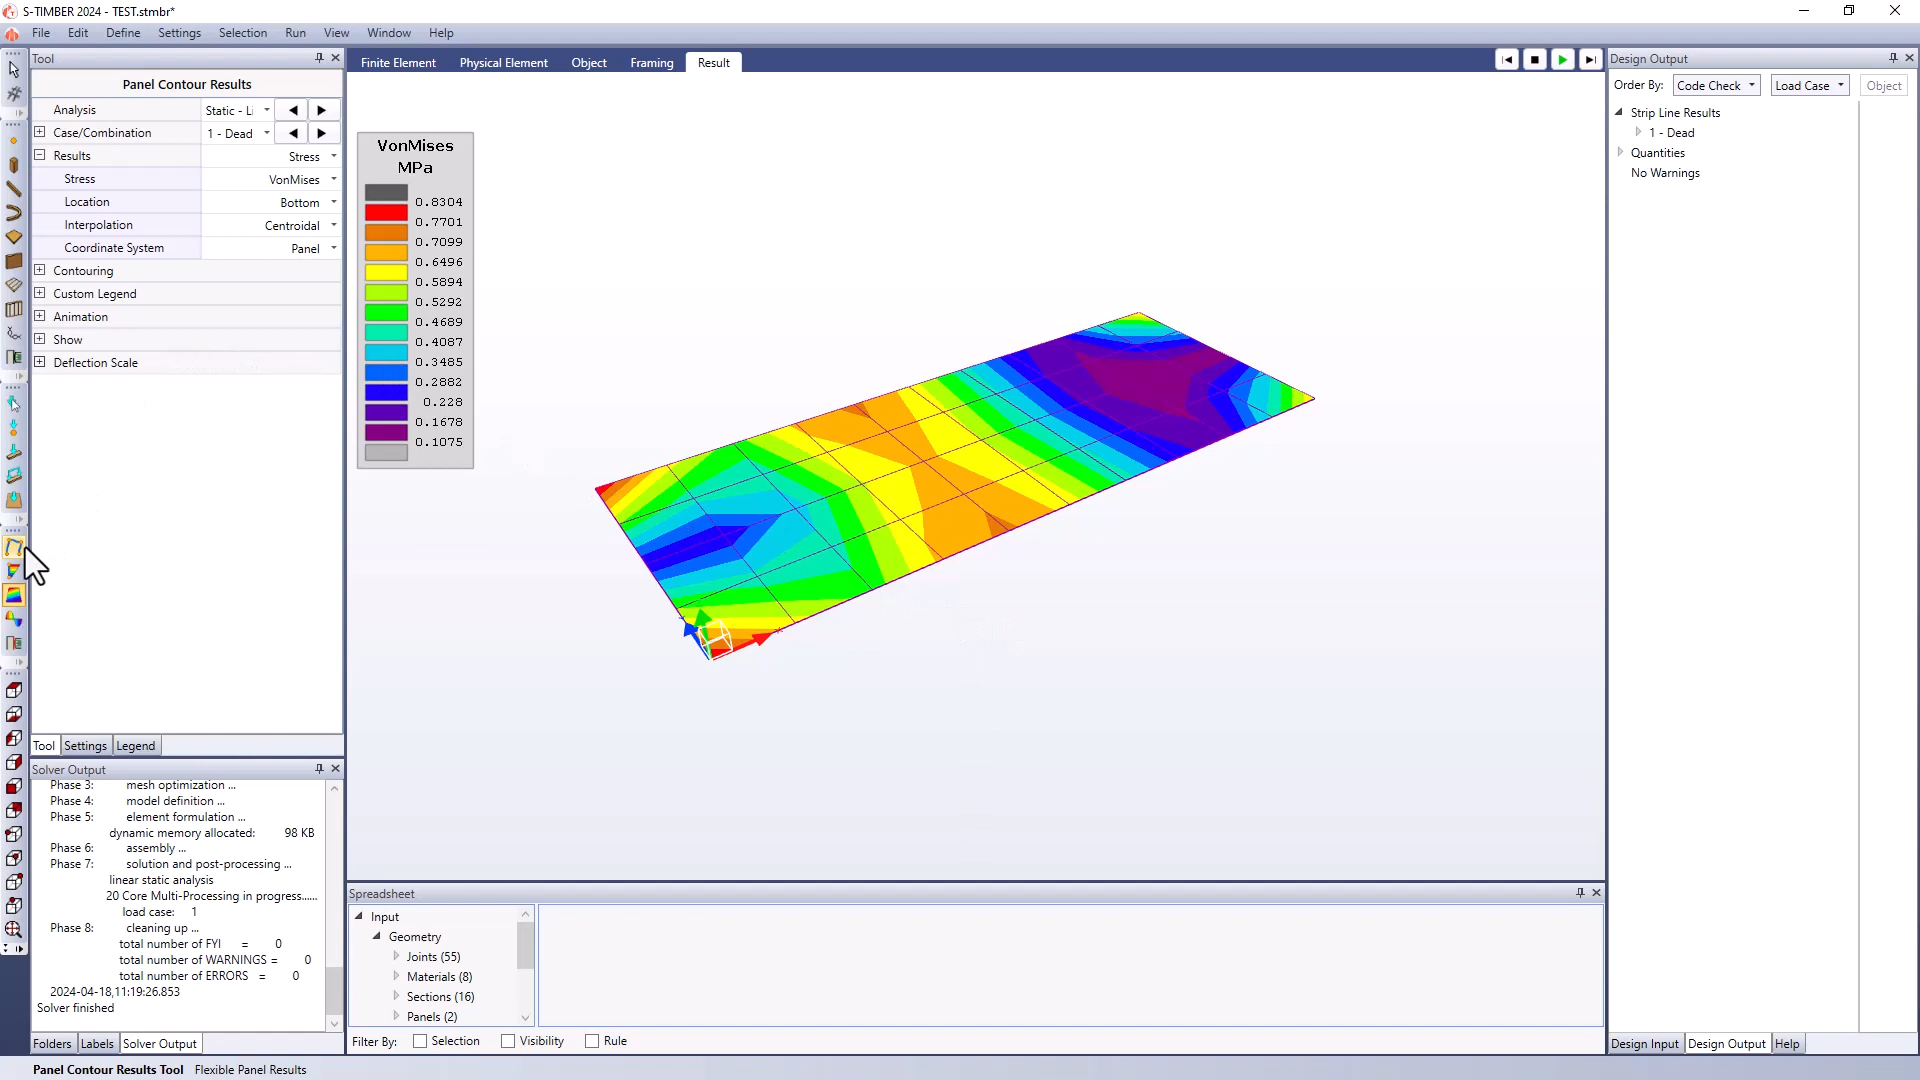 S-TIMBER 2024 - TEST.stmbr*
File Edit Define Settings Selection Run View Window Help
Tool
Panel Contour Results
Analysis Static - Li
Case/Combination 1 - Dead
Results Stress
Stress VonMises
Location Bottom
Interpolation Centroidal
Coordinate System Panel
Contouring
Custom Legend
Animation
Show
Deflection Scale
Tool Settings Legend
Solver Output
Phase 3: mesh optimization ...
Phase 4: model definition ...
Phase 5: element formulation ...
dynamic memory allocated: 98 KB
Phase 6: assembly ...
Phase 7: solution and post-processing ...
linear static analysis
20 Core Multi-Processing in progress......
load case: 1
Phase 8: cleaning up ...
total number of FYI = 0
total number of WARNINGS = 0
total number of ERRORS = 0
2024-04-18,11:19:26.853
Solver finished
Folders Labels Solver Output
Finite Element Physical Element Object Framing Result
VonMises
MPa
0.8304
0.7701
0.7099
0.6496
0.5894
0.5292
0.4689
0.4087
0.3485
0.2882
0.228
0.1678
0.1075
Spreadsheet
Input
Geometry
Joints (55)
Materials (8)
Sections (16)
Panels (2)
Filter By: Selection Visibility Rule
Design Output
Order By: Code Check Load Case Object
Strip Line Results
1 - Dead
Quantities
No Warnings
Design Input Design Output Help
Panel Contour Results Tool Flexible Panel Results